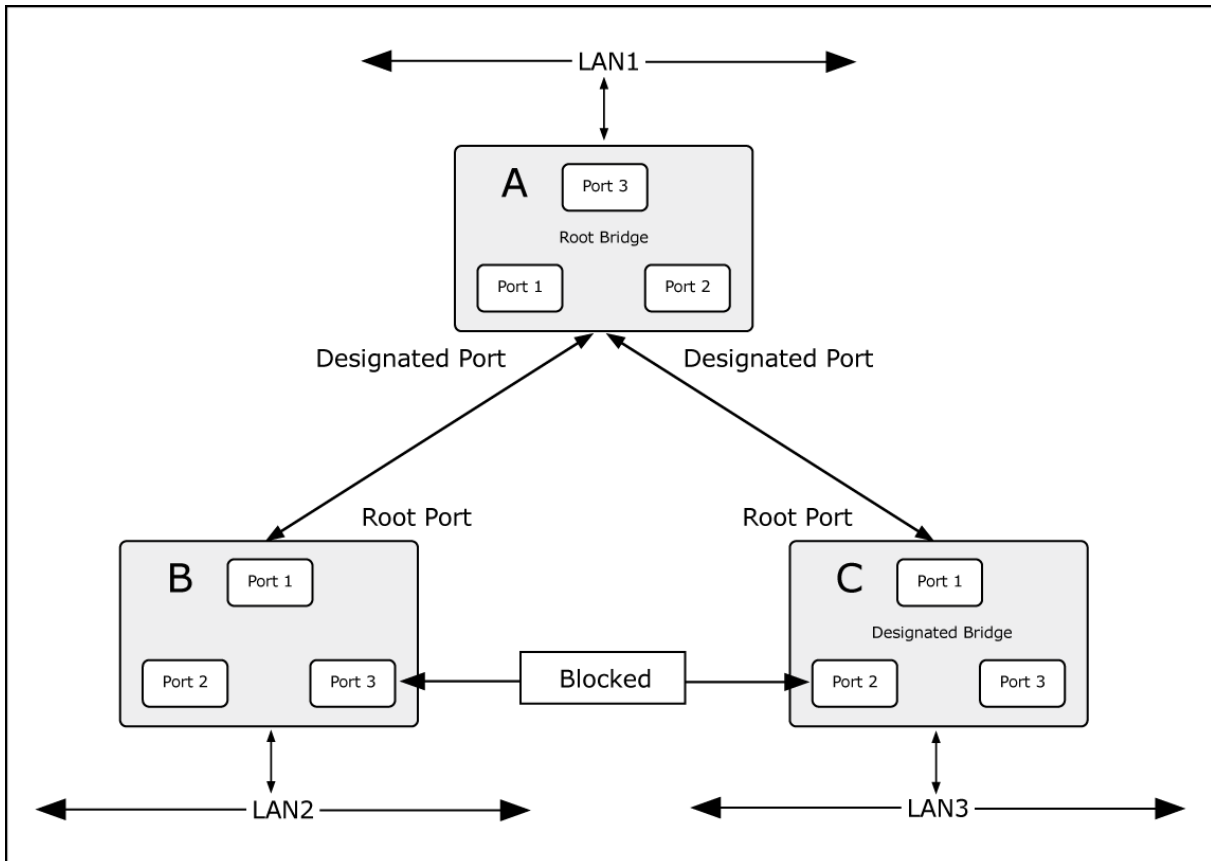 LAN1
A
Port 3
Root Bridge
Port 1
Port 2
Designated Port
Designated Port
Root Port
Root Port
B
Port 1
C
Port 1
Designated Bridge
Port 2
Port 3
Blocked
Port 2
Port 3
LAN2
LAN3